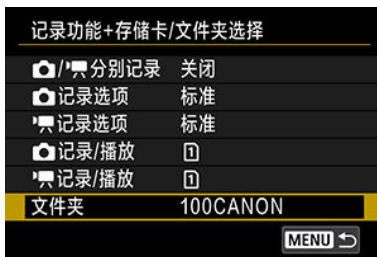 记录功能+存储卡/文件夹选择
/分别记录 关闭
记录选项 标准
记录选项 标准
记录/播放 1
记录/播放 1
文件夹 100CANON
MENU